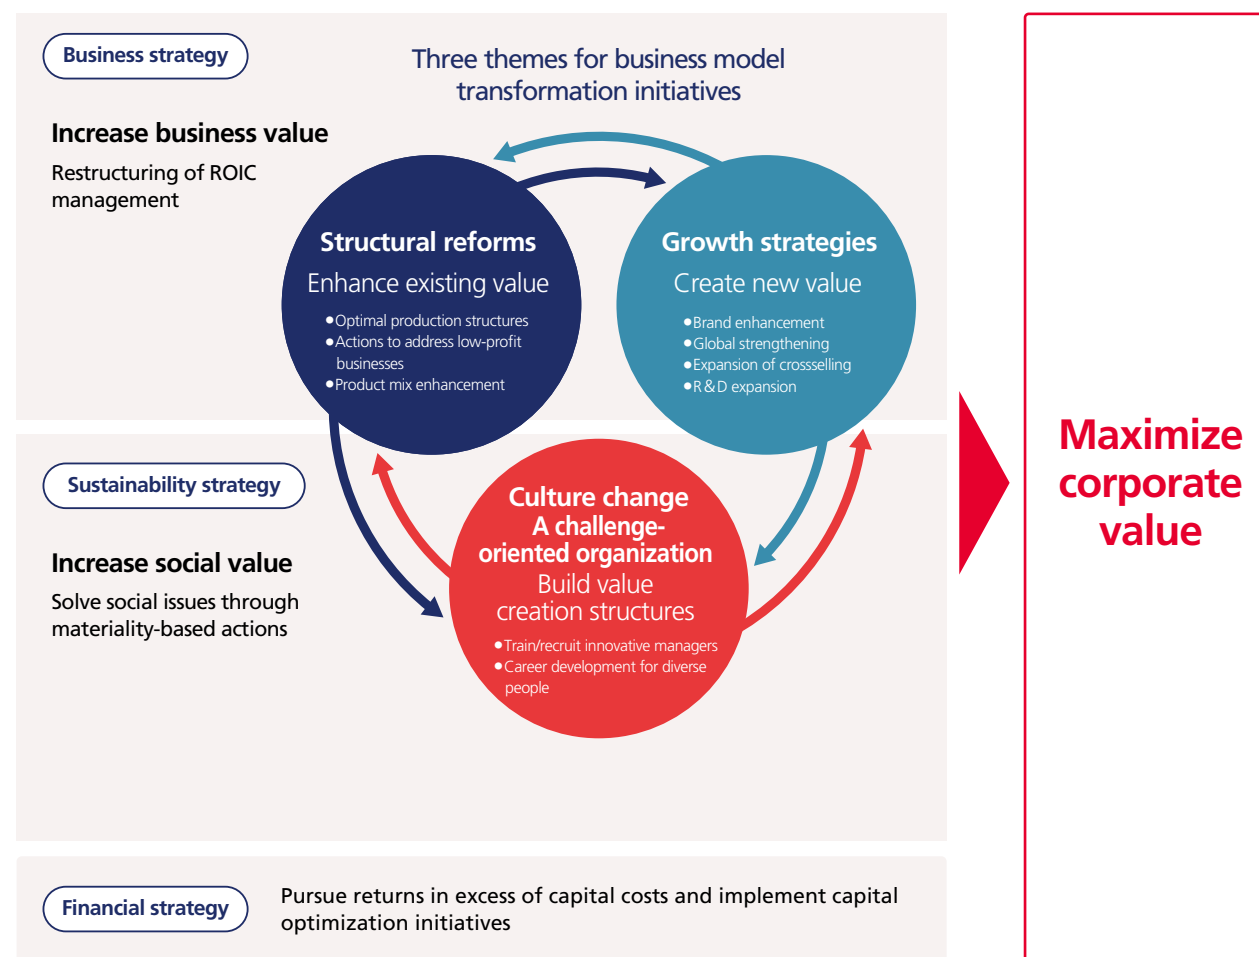 Business strategy
Three themes for business model
transformation initiatives
Increase business value
Restructuring of ROIC
management
Structural reforms
Enhance existing value
●Optimal production structures
●Actions to address low-profit
businesses
●Product mix enhancement
Growth strategies
Create new value
●Brand enhancement
●Global strengthening
●Expansion of crossselling
●R&D expansion
Sustainability strategy
Increase social value
Solve social issues through
materiality-based actions
Culture change
A challenge-
oriented organization
Build value
creation structures
●Train/recruit innovative managers
●Career development for diverse
people
Financial strategy
Pursue returns in excess of capital costs and implement capital
optimization initiatives
Maximize
corporate
value